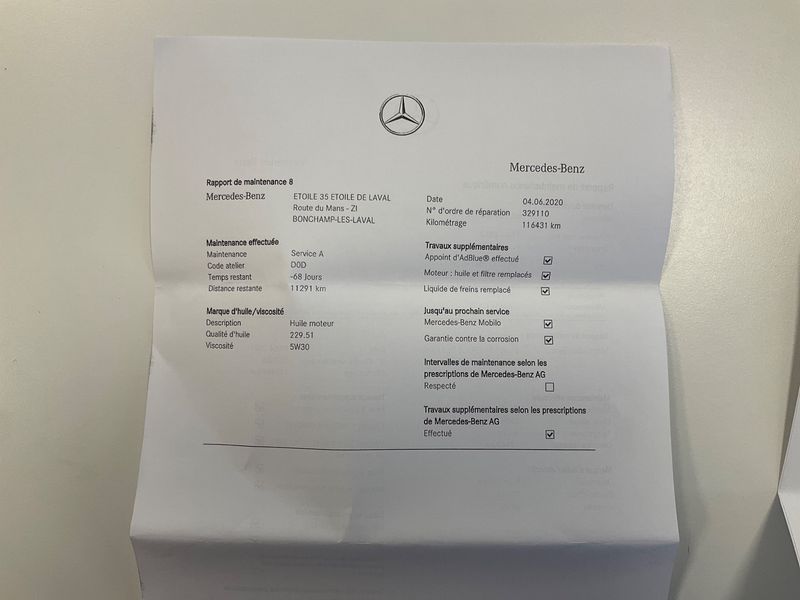 Mercedes-Benz
Rapport de maintenance 8
Mercedes-Benz
ETOILE 35 ETOILE DE LAVAL
Route du Mans - ZI
BONCHAMP-LES-LAVAL
Date 04.06.2020
N° d'ordre de réparation 329110
Kilométrage 116431 km
Maintenance effectuée
Maintenance Service A
Code atelier D0D
Temps restant -68 Jours
Distance restante 11291 km
Marque d'huile/viscosité
Description Huile moteur
Qualité d'huile 229.51
Viscosité 5W30
Travaux supplémentaires
Appoint d'AdBlue® effectué
Moteur : huile et filtre remplacés
Liquide de freins remplacé
Jusqu'au prochain service
Mercedes-Benz Mobilo
Garantie contre la corrosion
Intervalles de maintenance selon les
prescriptions de Mercedes-Benz AG
Respecté
Travaux supplémentaires selon les prescriptions
de Mercedes-Benz AG
Effectué